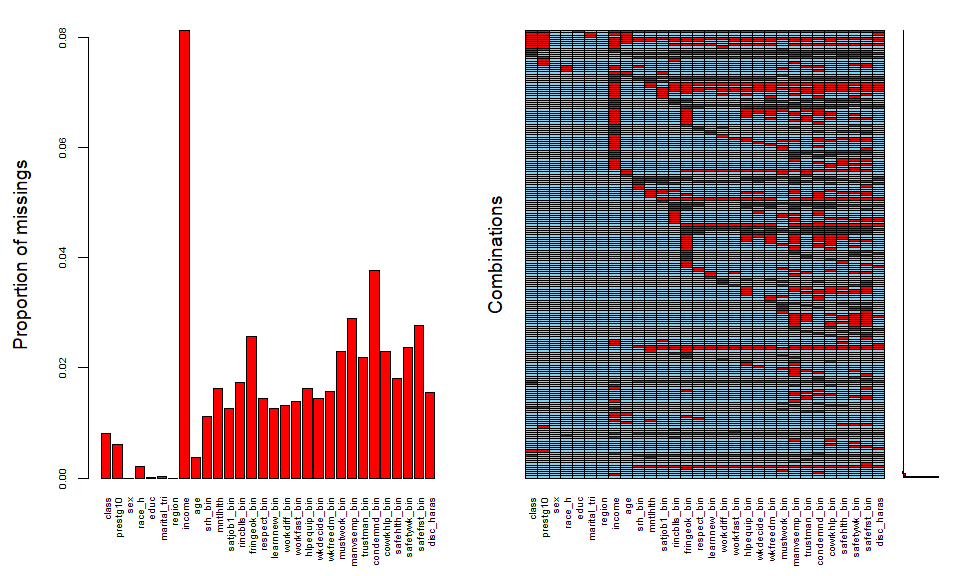 Proportion of missings
0.00
0.02
0.04
0.06
0.08
class
prestg10
sex
race_h
educ
marital_tri
region
income
age
srh_bin
mntlhlth
satjob1_bin
rincblls_bin
fringeok_bin
respect_bin
learnnew_bin
workdiff_bin
workfast_bin
hlpequip_bin
wkdecide_bin
wkfreedm_bin
mustwork_bin
manvsemp_bin
trustman_bin
condemnd_bin
cowrkhlp_bin
safehlth_bin
safetywk_bin
safefrst_bin
disc_haras
Combinations
class
prestg10
sex
race_h
educ
marital_tri
region
income
age
srh_bin
mntlhlth
satjob1_bin
rincblls_bin
fringeok_bin
respect_bin
learnnew_bin
workdiff_bin
workfast_bin
hlpequip_bin
wkdecide_bin
wkfreedm_bin
mustwork_bin
manvsemp_bin
trustman_bin
condemnd_bin
cowrkhlp_bin
safehlth_bin
safetywk_bin
safefrst_bin
disc_haras